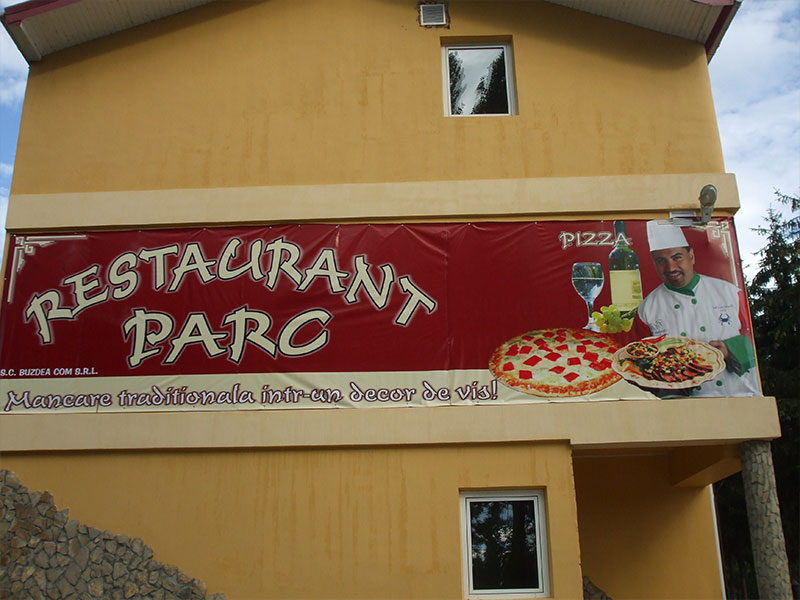 RESTAURANT
PARC
PIZZA
S.C. BUZDEA COM S.R.L.
Mancare traditionala intr-un decor de vis!